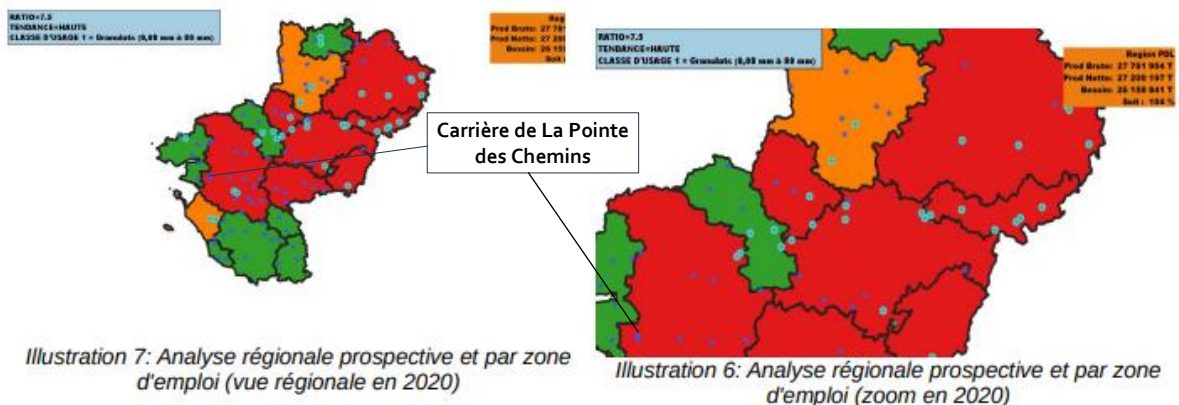 RATIO=7.5
TENDANCE=HAUTE
CLASSE D'USAGE 1 = Granulats (0,08 mm à 80 mm)
Reg
Prod Brute: 27 781
Prod Nette: 27 200
Besoin: 26 158
Soit :
Carrière de La Pointe
des Chemins
RATIO=7.5
TENDANCE=HAUTE
CLASSE D'USAGE 1 = Granulats (0,08 mm à 80 mm)
Region PDL
Prod Brute: 27 781 904 T
Prod Nette: 27 200 197 T
Besoin: 26 158 841 T
Soit : 104 %
Illustration 7: Analyse régionale prospective et par zone
d'emploi (vue régionale en 2020)
Illustration 6: Analyse régionale prospective et par zone
d'emploi (zoom en 2020)